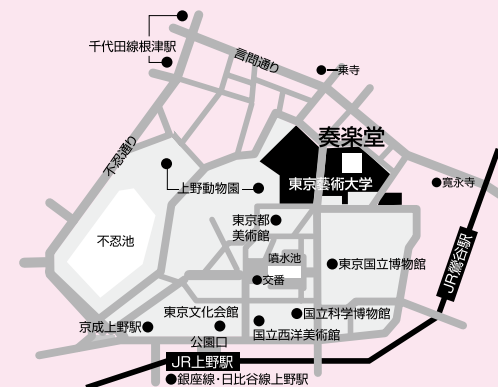 千代田線根津駅
言問通り
一乗寺
不忍通り
奏楽堂
東京藝術大学
上野動物園
寛永寺
東京都
美術館
不忍池
噴水池
東京国立博物館
JR鶯谷駅
交番
東京文化会館
国立科学博物館
京成上野駅
公園口
国立西洋美術館
JR上野駅
銀座線・日比谷線上野駅